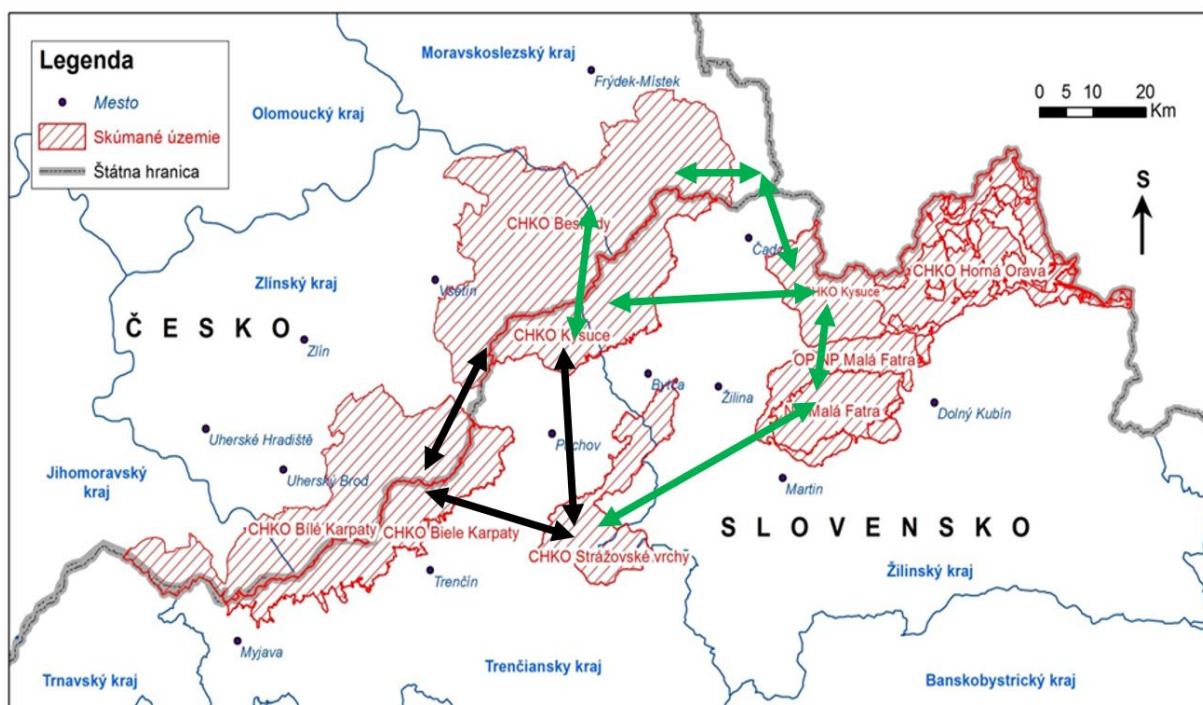 Legenda
Mesto
Skúmané územie
Štátna hranica
Moravskoslezský kraj
Frýdek-Místek
Olomoucký kraj
0 5 10 20
Km
S
CHKO Beskydy
Čadca
CHKO Horná Orava
Zlínský kraj
Vsetín
CHKO Kysuce
ČESKO
CHKO Kysuce
Zlín
OP NP Malá Fatra
Bytča
Žilina
NP Malá Fatra
Dolný Kubín
Uherské Hradiště
Púchov
Jihomoravský
kraj
Uherský Brod
Martin
CHKO Bílé Karpaty
CHKO Biele Karpaty
SLOVENSKO
CHKO Strážovské vrchy
Trenčín
Žilinský kraj
Myjava
Trnavský kraj
Trenčiansky kraj
Banskobystrický kraj